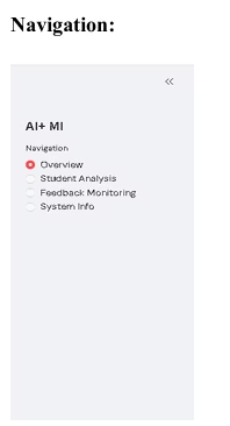 Navigation:
AI+ MI
Navigation
Overview
Student Analysis
Feedback Monitoring
System Info